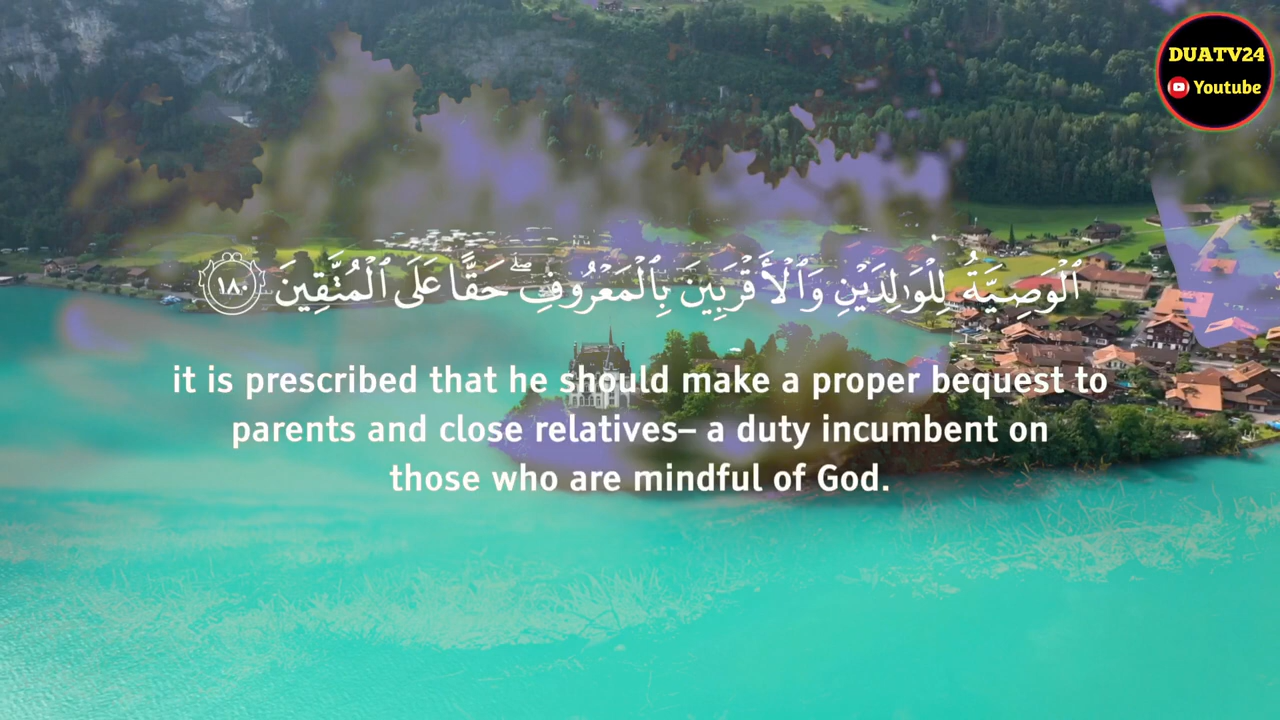 DUATV24
Youtube
ٱلْوَصِيَّةُ لِلْوَٰلِدَيْنِ وَٱلْأَقْرَبِينَ بِٱلْمَعْرُوفِ ۖ حَقًّا عَلَى ٱلْمُتَّقِينَ ١٨٠
it is prescribed that he should make a proper bequest to
parents and close relatives– a duty incumbent on
those who are mindful of God.